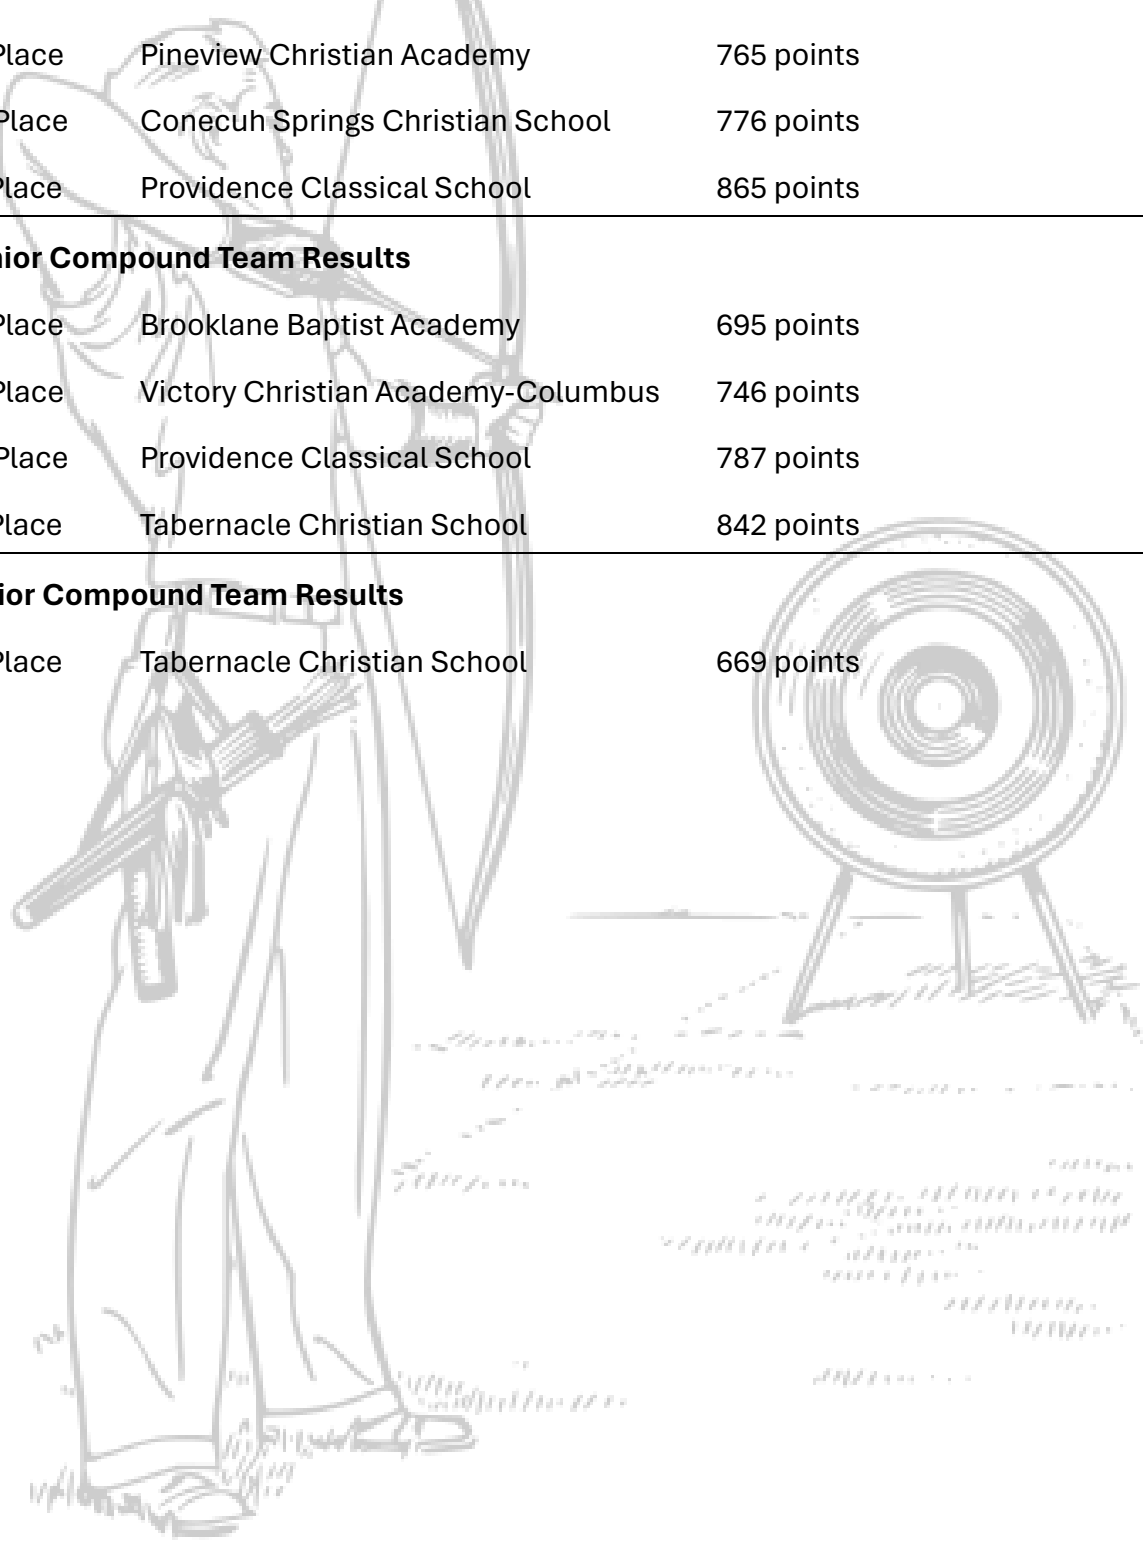 Place Pineview Christian Academy 765 points
Place Conecuh Springs Christian School 776 points
Place Providence Classical School 865 points
ior Compound Team Results
Place Brooklane Baptist Academy 695 points
Place Victory Christian Academy-Columbus 746 points
Place Providence Classical School 787 points
Place Tabernacle Christian School 842 points
ior Compound Team Results
Place Tabernacle Christian School 669 points